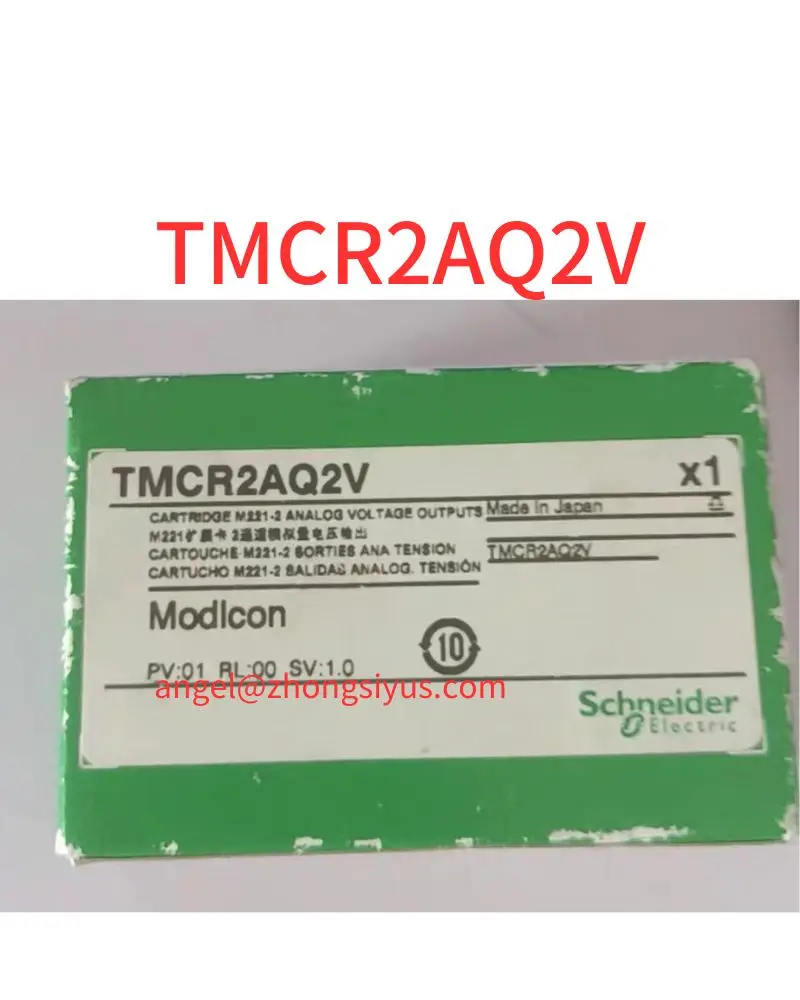 TMCR2AQ2V
TMCR2AQ2V
x1
CARTRIDGE M221-2 ANALOG VOLTAGE OUTPUTS
Made in Japan
M221扩展卡 2通道模拟量电压输出
CARTOUCHE M221-2 SORTIES ANA TENSION
TMCR2AQ2V
CARTUCHO M221-2 SALIDAS ANALOG. TENSIÓN
Modicon
10
PV:01 RL:00 SV:1.0
angel@zhongsiyus.com
Schneider
Electric